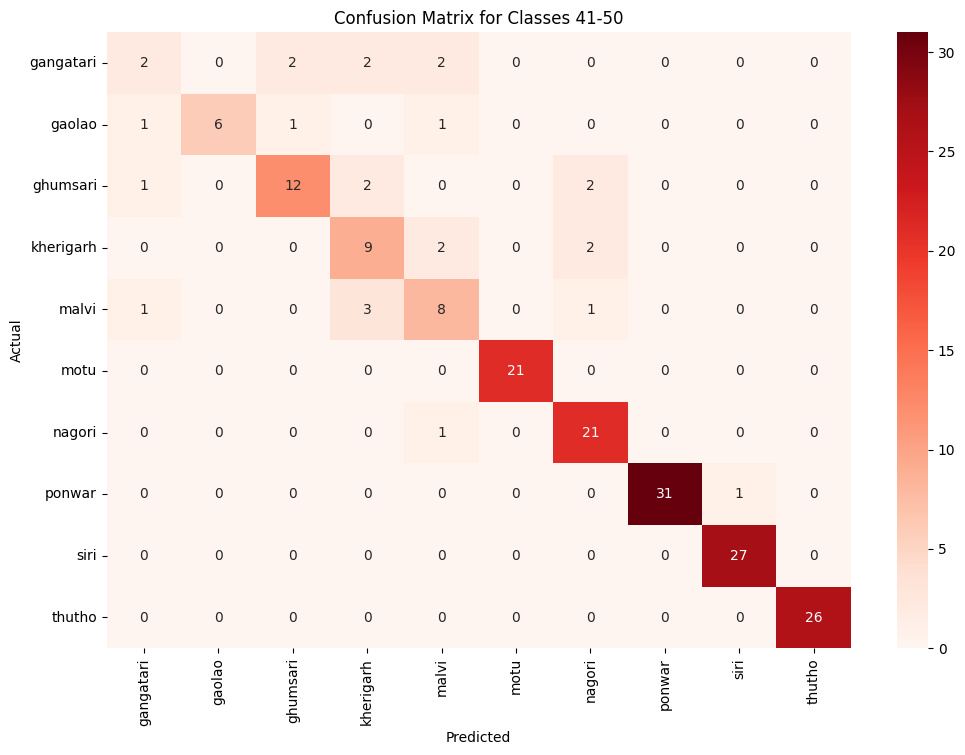 Confusion Matrix for Classes 41-50
gangatari 2 0 2 2 2 0 0 0 0 0
gaolao 1 6 1 0 1 0 0 0 0 0
ghumsari 1 0 12 2 0 0 2 0 0 0
kherigarh 0 0 0 9 2 0 2 0 0 0
malvi 1 0 0 3 8 0 1 0 0 0
motu 0 0 0 0 0 21 0 0 0 0
nagori 0 0 0 0 1 0 21 0 0 0
ponwar 0 0 0 0 0 0 0 31 1 0
siri 0 0 0 0 0 0 0 0 27 0
thutho 0 0 0 0 0 0 0 0 0 26
Actual
gangatari gaolao ghumsari kherigarh malvi motu nagori ponwar siri thutho
Predicted
30
25
20
15
10
5
0